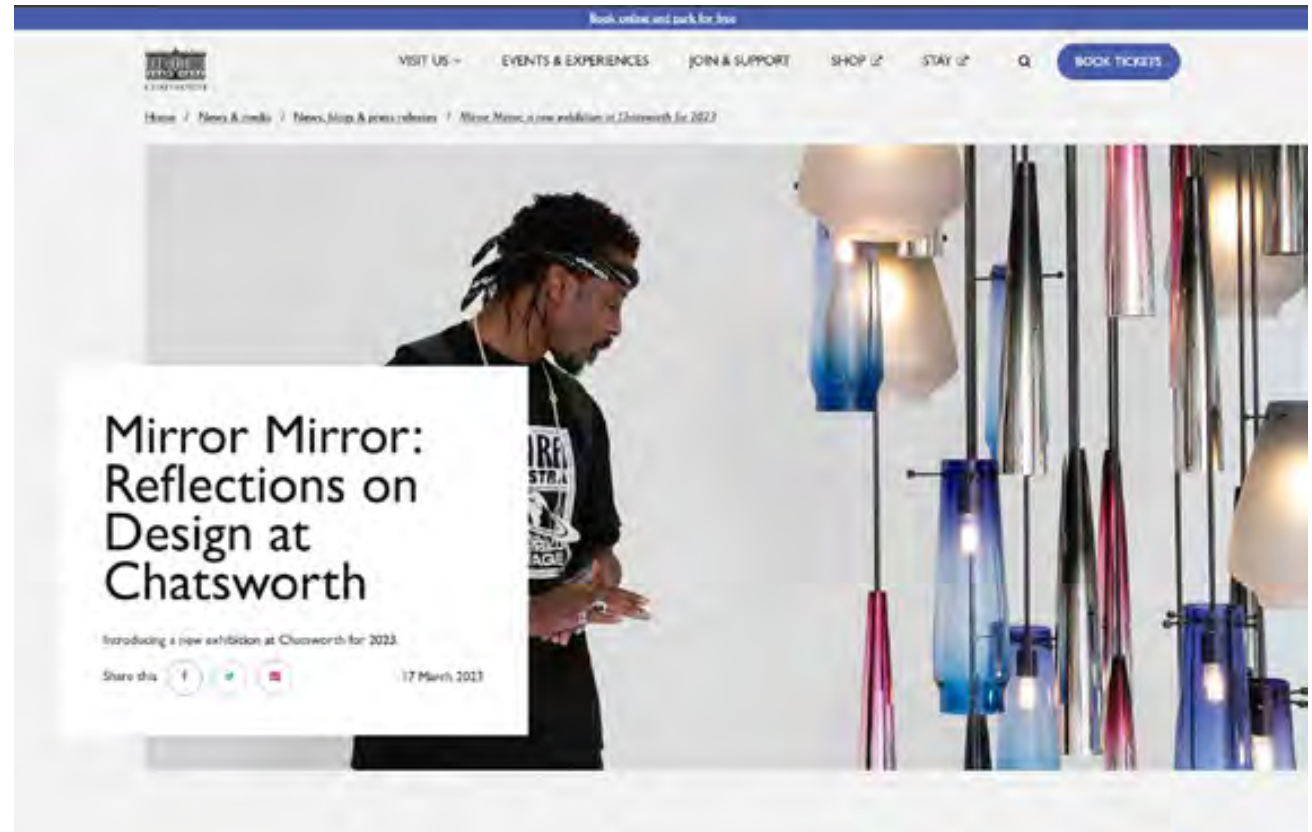 Book online and park for free
CHATSWORTH
VISIT US
EVENTS & EXPERIENCES
JOIN & SUPPORT
SHOP
STAY
BOOK TICKETS
Home / News & media / News, blogs & press releases / Mirror Mirror, a new exhibition at Chatsworth for 2023
Mirror Mirror:
Reflections on
Design at
Chatsworth
Introducing a new exhibition at Chatsworth for 2023.
Share this
17 March 2023